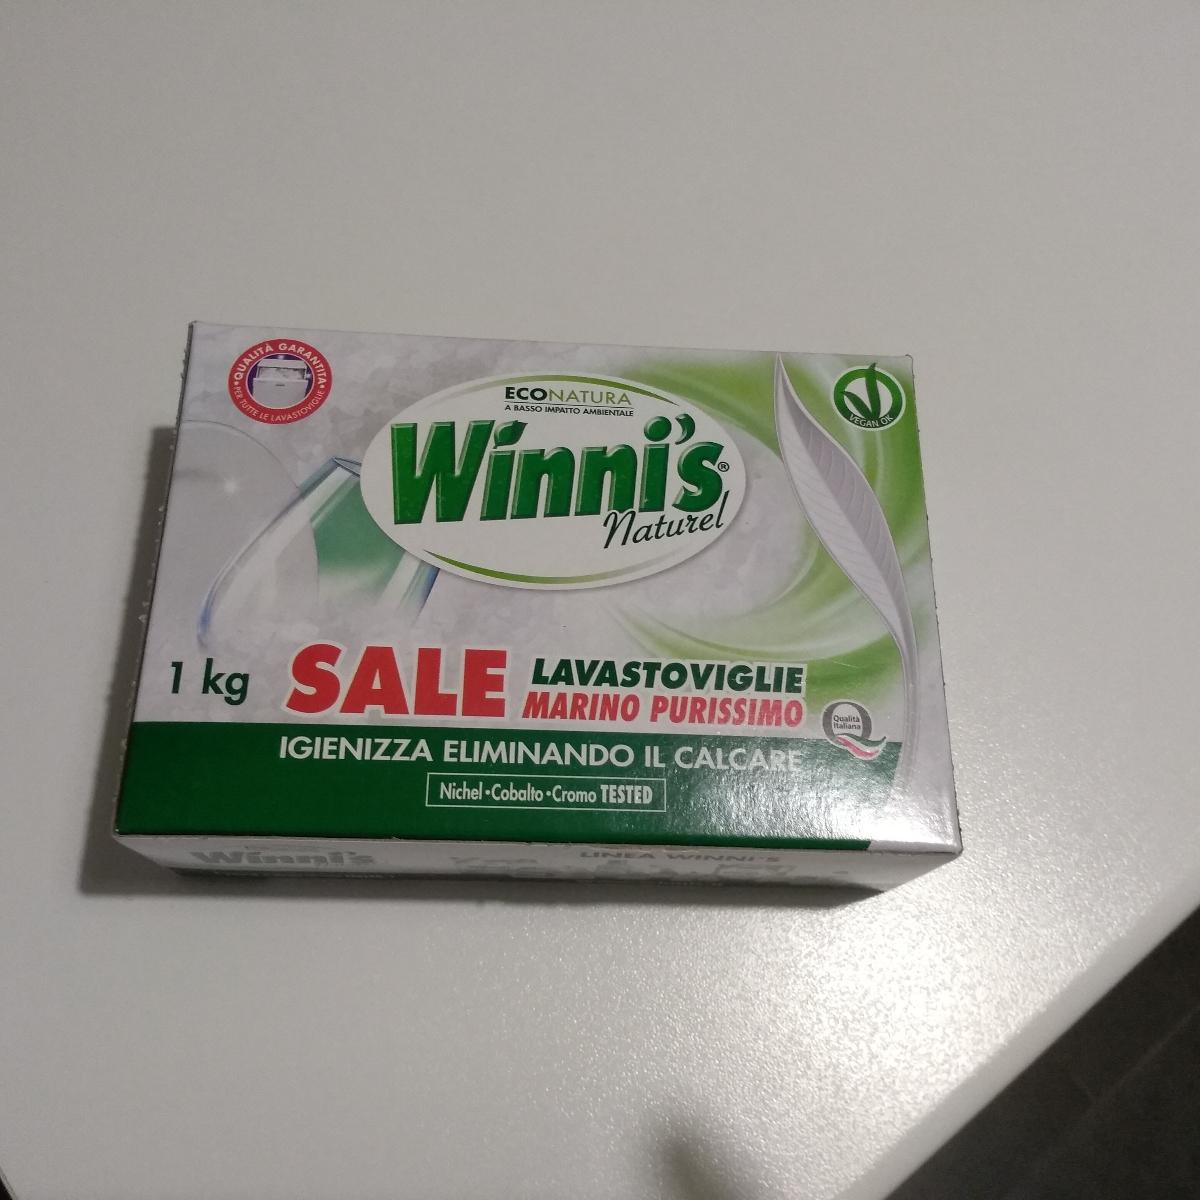 QUALITÀ GARANTITA
PER TUTTE LE LAVASTOVIGLIE
ECONATURA
A BASSO IMPATTO AMBIENTALE
Winni's®
Naturel
VEGAN OK
1 kg
SALE LAVASTOVIGLIE
MARINO PURISSIMO
Qualità
Italiana
IGIENIZZA ELIMINANDO IL CALCARE
Nichel•Cobalto•Cromo TESTED
Winni's
LINEA WINNI'S